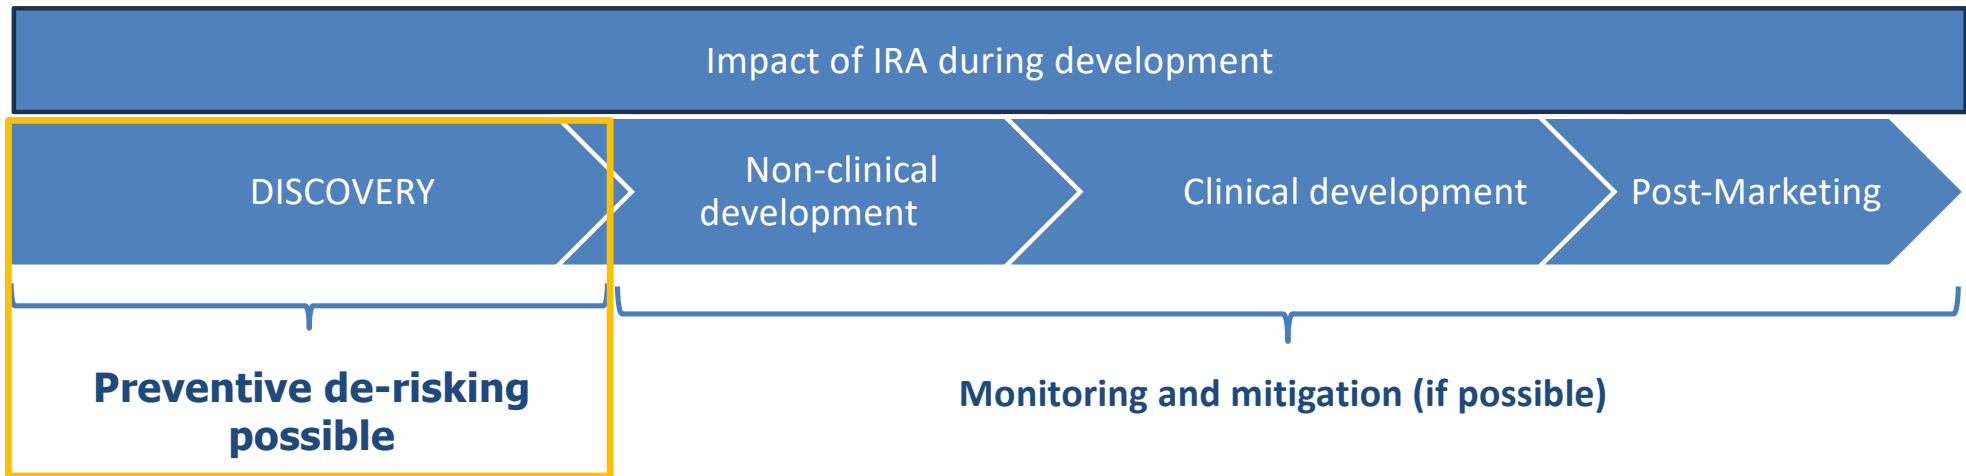 Impact of IRA during development
DISCOVERY
Non-clinical
development
Clinical development
Post-Marketing
Preventive de-risking
possible
Monitoring and mitigation (if possible)